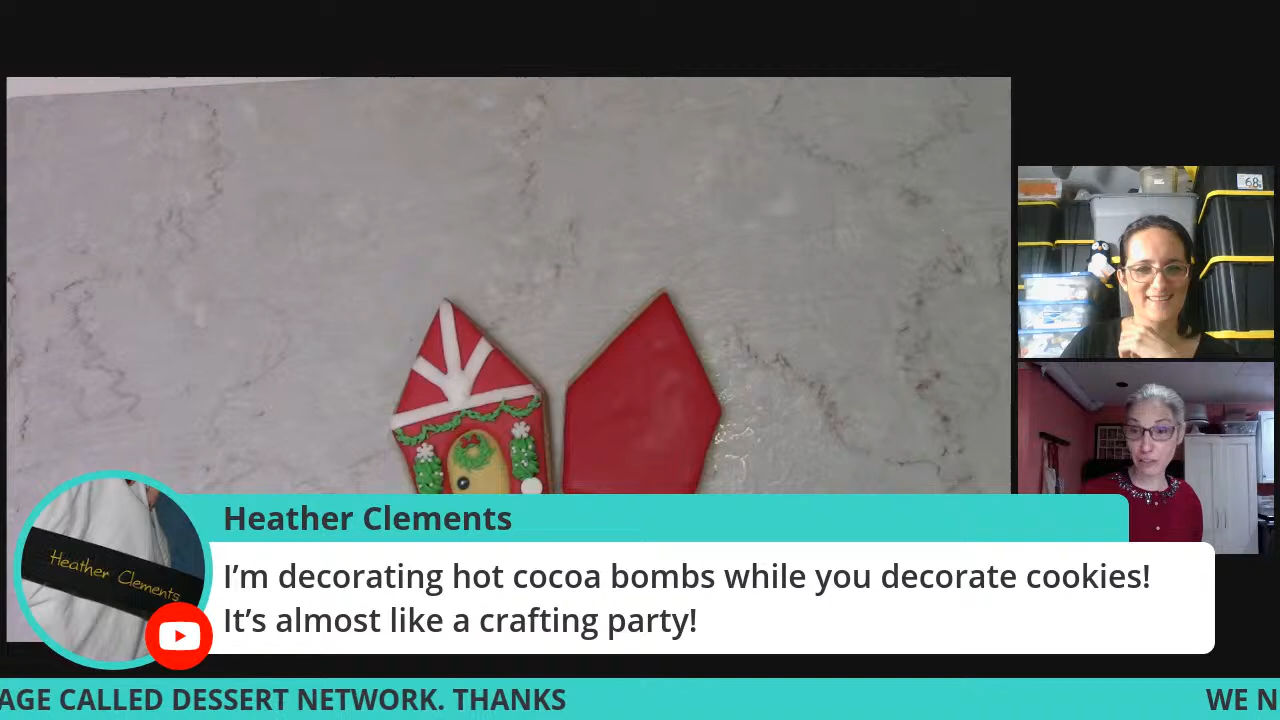 68
Heather Clements
Heather Clements
I'm decorating hot cocoa bombs while you decorate cookies!
It's almost like a crafting party!
AGE CALLED DESSERT NETWORK. THANKS
WE N